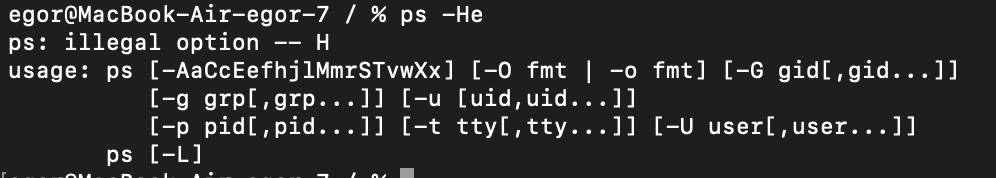 egor@MacBook-Air-egor-7 / % ps -He
ps: illegal option -- H
usage: ps [-AaCcEefhjlMmrSTvwXx] [-O fmt | -o fmt] [-G gid[,gid...]]
          [-g grp[,grp...]] [-u [uid,uid...]]
          [-p pid[,pid...]] [-t tty[,tty...]] [-U user[,user...]]
       ps [-L]
egor@MacBook-Air-egor-7 / %